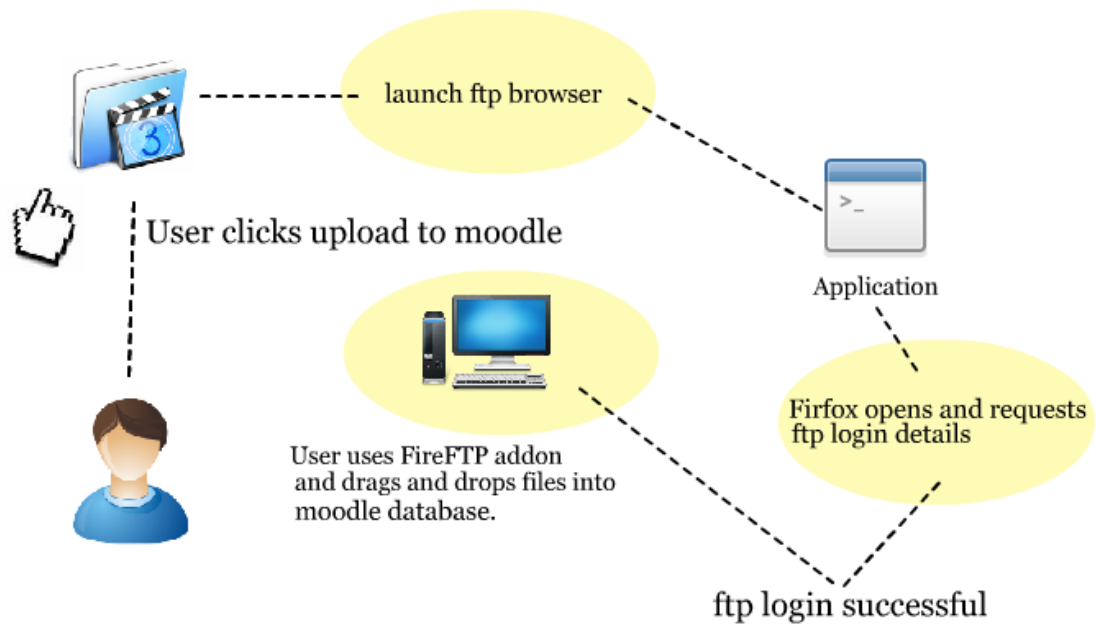 launch ftp browser
3
>_
User clicks upload to moodle
Application
Firfox opens and requests
ftp login details
User uses FireFTP addon
and drags and drops files into
moodle database.
ftp login successful